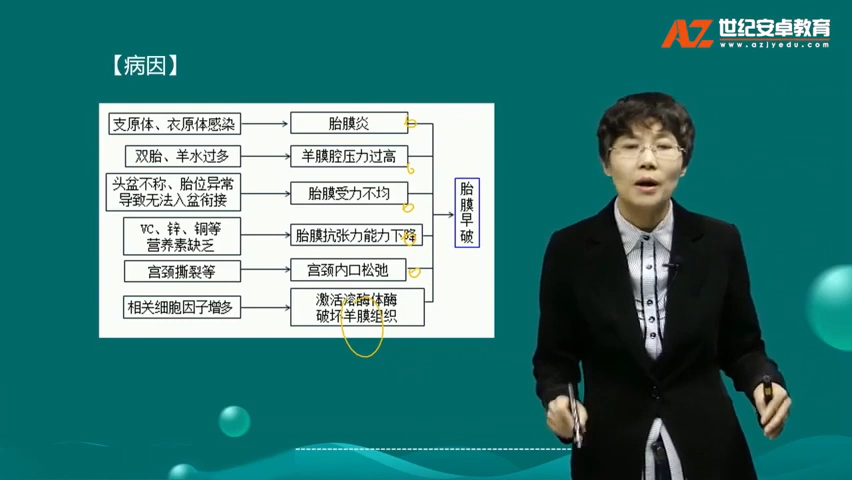 AZ 世纪安卓教育
www.azjyedu.com
【病因】
支原体、衣原体感染
胎膜炎
双胎、羊水过多
羊膜腔压力过高
头盆不称、胎位异常
导致无法入盆衔接
胎膜受力不均
VC、锌、铜等
营养素缺乏
胎膜抗张力能力下降
宫颈撕裂等
宫颈内口松弛
相关细胞因子增多
激活溶酶体酶
破坏羊膜组织
胎膜早破